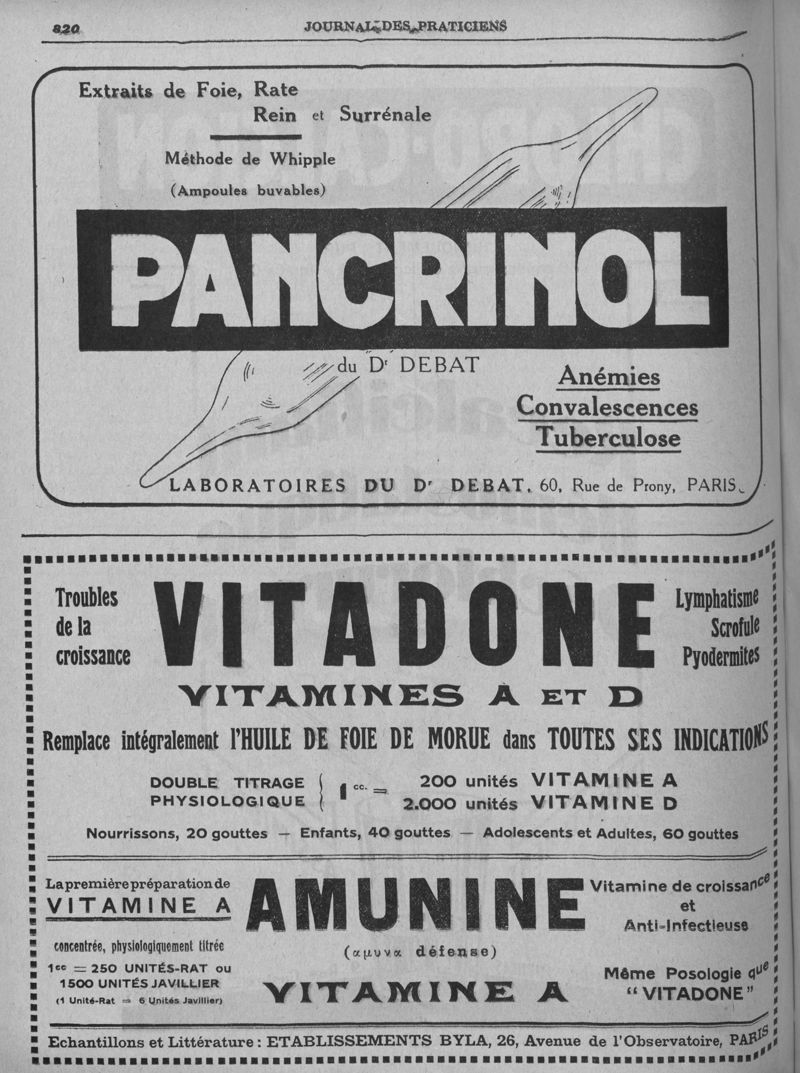 820
JOURNAL DES PRATICIENS
Extraits de Foie, Rate
Rein et Surrénale
Méthode de Whipple
(Ampoules buvables)
PANCRINOL
du Dr DEBAT
Anémies
Convalescences
Tuberculose
LABORATOIRES DU Dr DEBAT. 60, Rue de Prony, PARIS
Troubles
de la
croissance
VITADONE
Lymphatisme
Scrofule
Pyodermites
VITAMINES A ET D
Remplace intégralement l'HUILE DE FOIE DE MORUE dans TOUTES SES INDICATIONS
DOUBLE TITRAGE
PHYSIOLOGIQUE
1 cc. =
200 unités VITAMINE A
2.000 unités VITAMINE D
Nourrissons, 20 gouttes — Enfants, 40 gouttes — Adolescents et Adultes, 60 gouttes
La première préparation de
VITAMINE A
concentrée, physiologiquement titrée
1cc = 250 UNITÉS-RAT ou
1500 UNITÉS JAVILLIER
(1 Unité-Rat = 6 Unités Javillier)
AMUNINE
(αμυνα défense)
VITAMINE A
Vitamine de croissance
et
Anti-Infectieuse
Même Posologie que
"VITADONE"
Echantillons et Littérature : ETABLISSEMENTS BYLA, 26, Avenue de l'Observatoire, PARIS